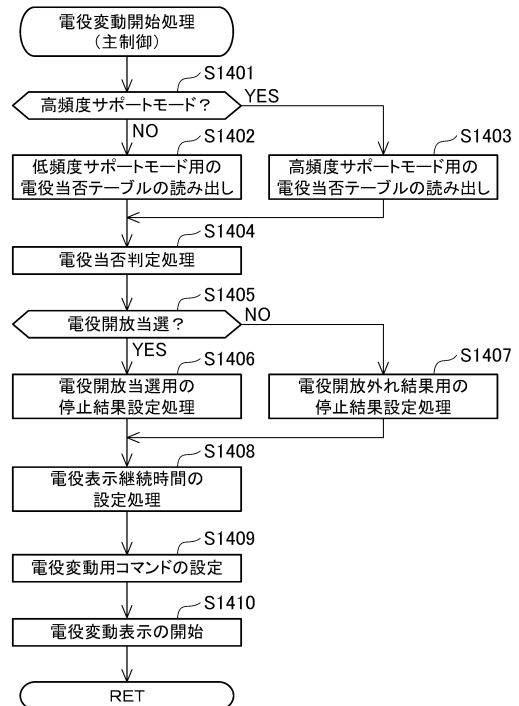 電役変動開始処理
（主制御）
S1401
高頻度サポートモード？
YES
NO
S1402
S1403
低頻度サポートモード用の
電役当否テーブルの読み出し
高頻度サポートモード用の
電役当否テーブルの読み出し
S1404
電役当否判定処理
S1405
電役開放当選？
NO
YES
S1406
S1407
電役開放当選用の
停止結果設定処理
電役開放外れ結果用の
停止結果設定処理
S1408
電役表示継続時間の
設定処理
S1409
電役変動用コマンドの設定
S1410
電役変動表示の開始
RET